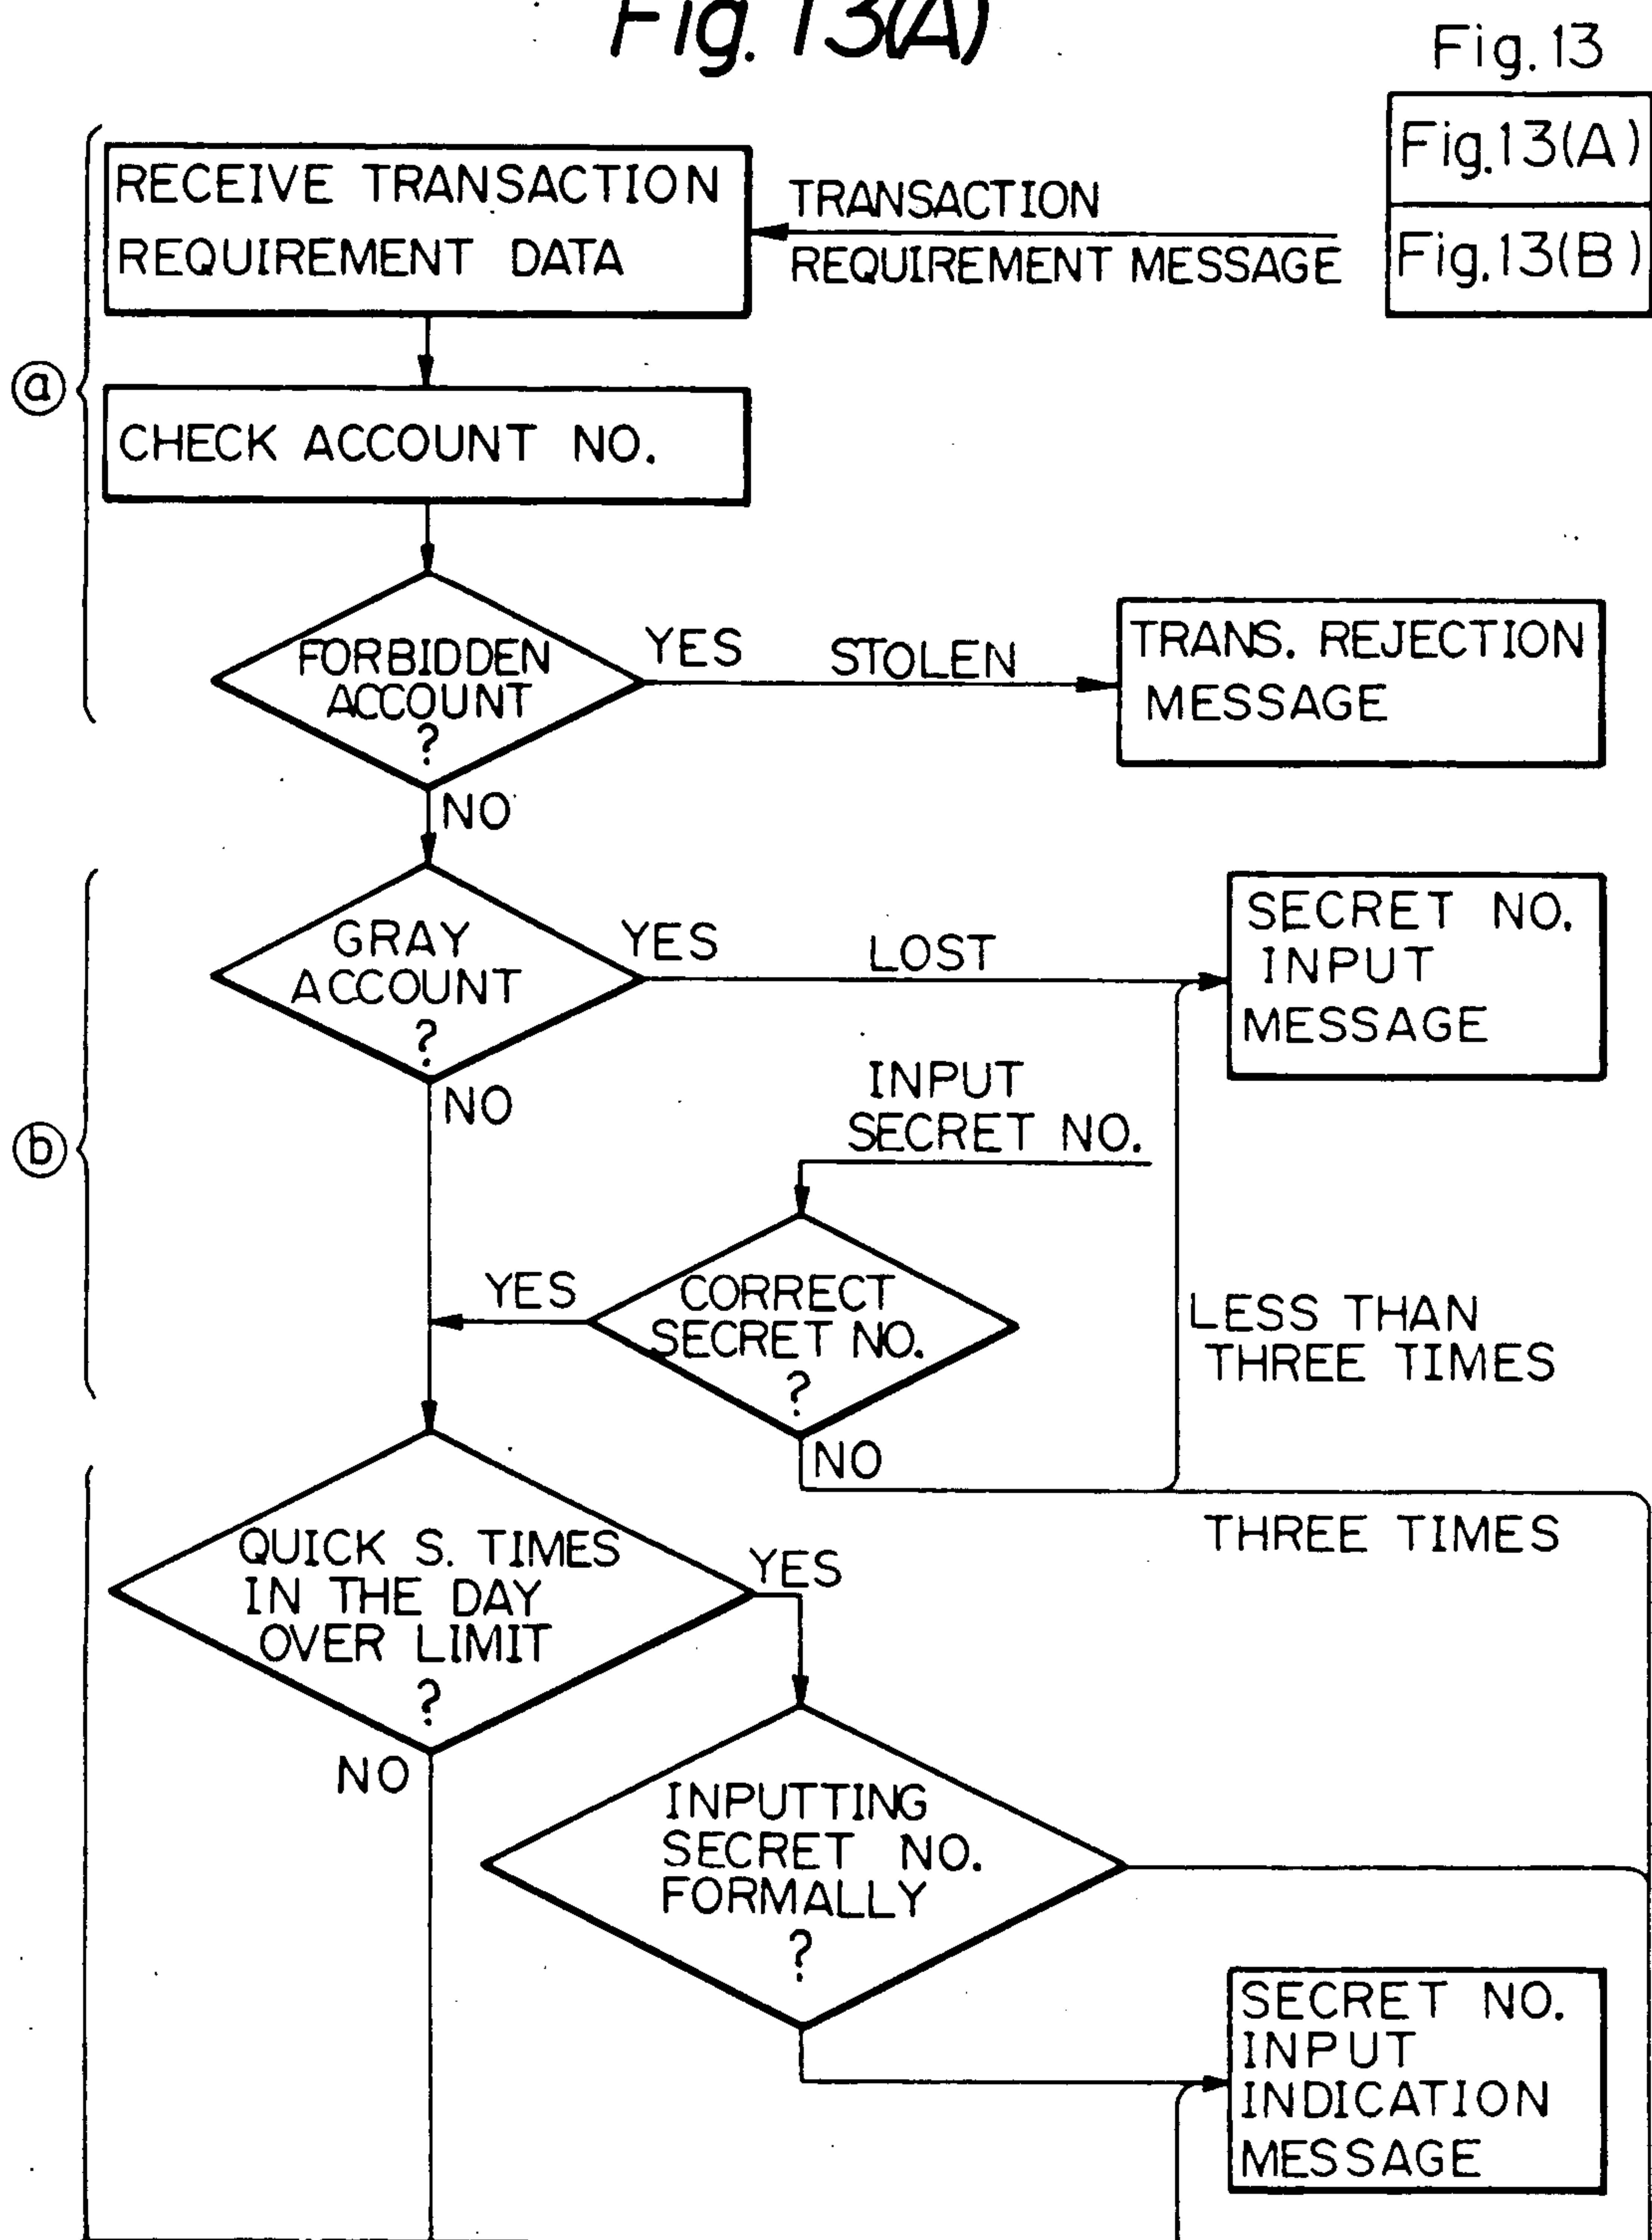 Fig. 13(A)
Fig. 13
Fig. 13(A)
Fig. 13(B)
RECEIVE TRANSACTION
REQUIREMENT DATA
TRANSACTION
REQUIREMENT MESSAGE
ⓐ
CHECK ACCOUNT NO.
FORBIDDEN
ACCOUNT
?
YES
STOLEN
TRANS. REJECTION
MESSAGE
NO
GRAY
ACCOUNT
?
YES
LOST
SECRET NO.
INPUT
MESSAGE
NO
INPUT
SECRET NO.
ⓑ
YES
CORRECT
SECRET NO.
?
LESS THAN
THREE TIMES
NO
THREE TIMES
QUICK S. TIMES
IN THE DAY
OVER LIMIT
?
YES
NO
INPUTTING
SECRET NO.
FORMALLY
?
SECRET NO.
INPUT
INDICATION
MESSAGE